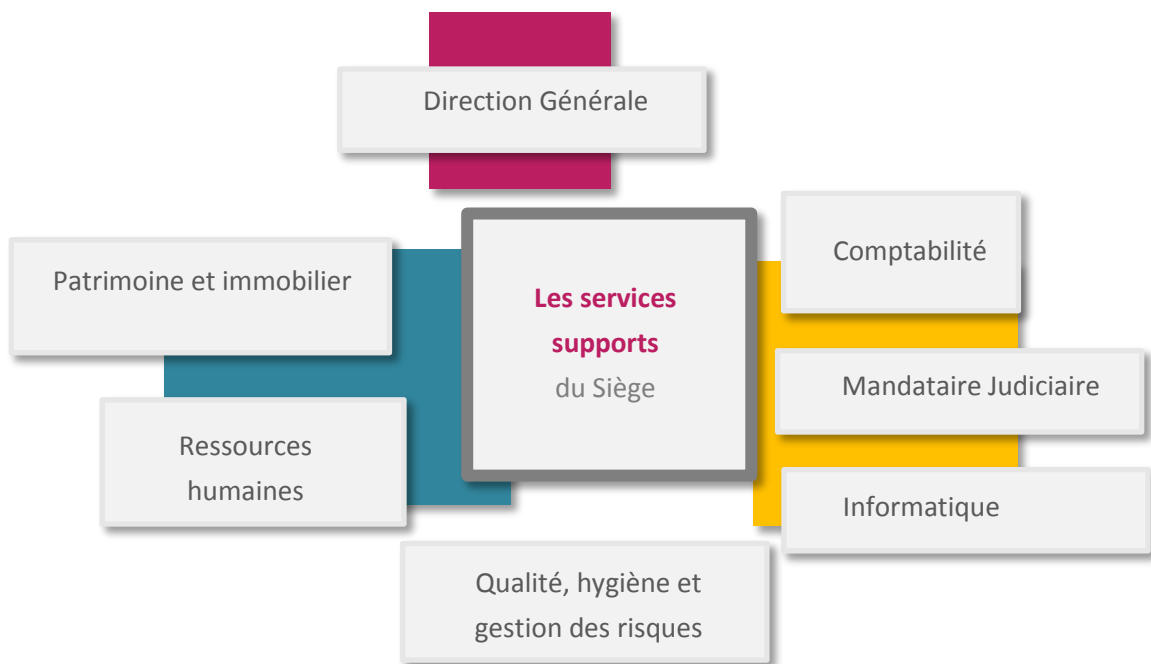 Direction Générale
Patrimoine et immobilier
Ressources
humaines
Les services
supports
du Siège
Comptabilité
Mandataire Judiciaire
Informatique
Qualité, hygiène et
gestion des risques